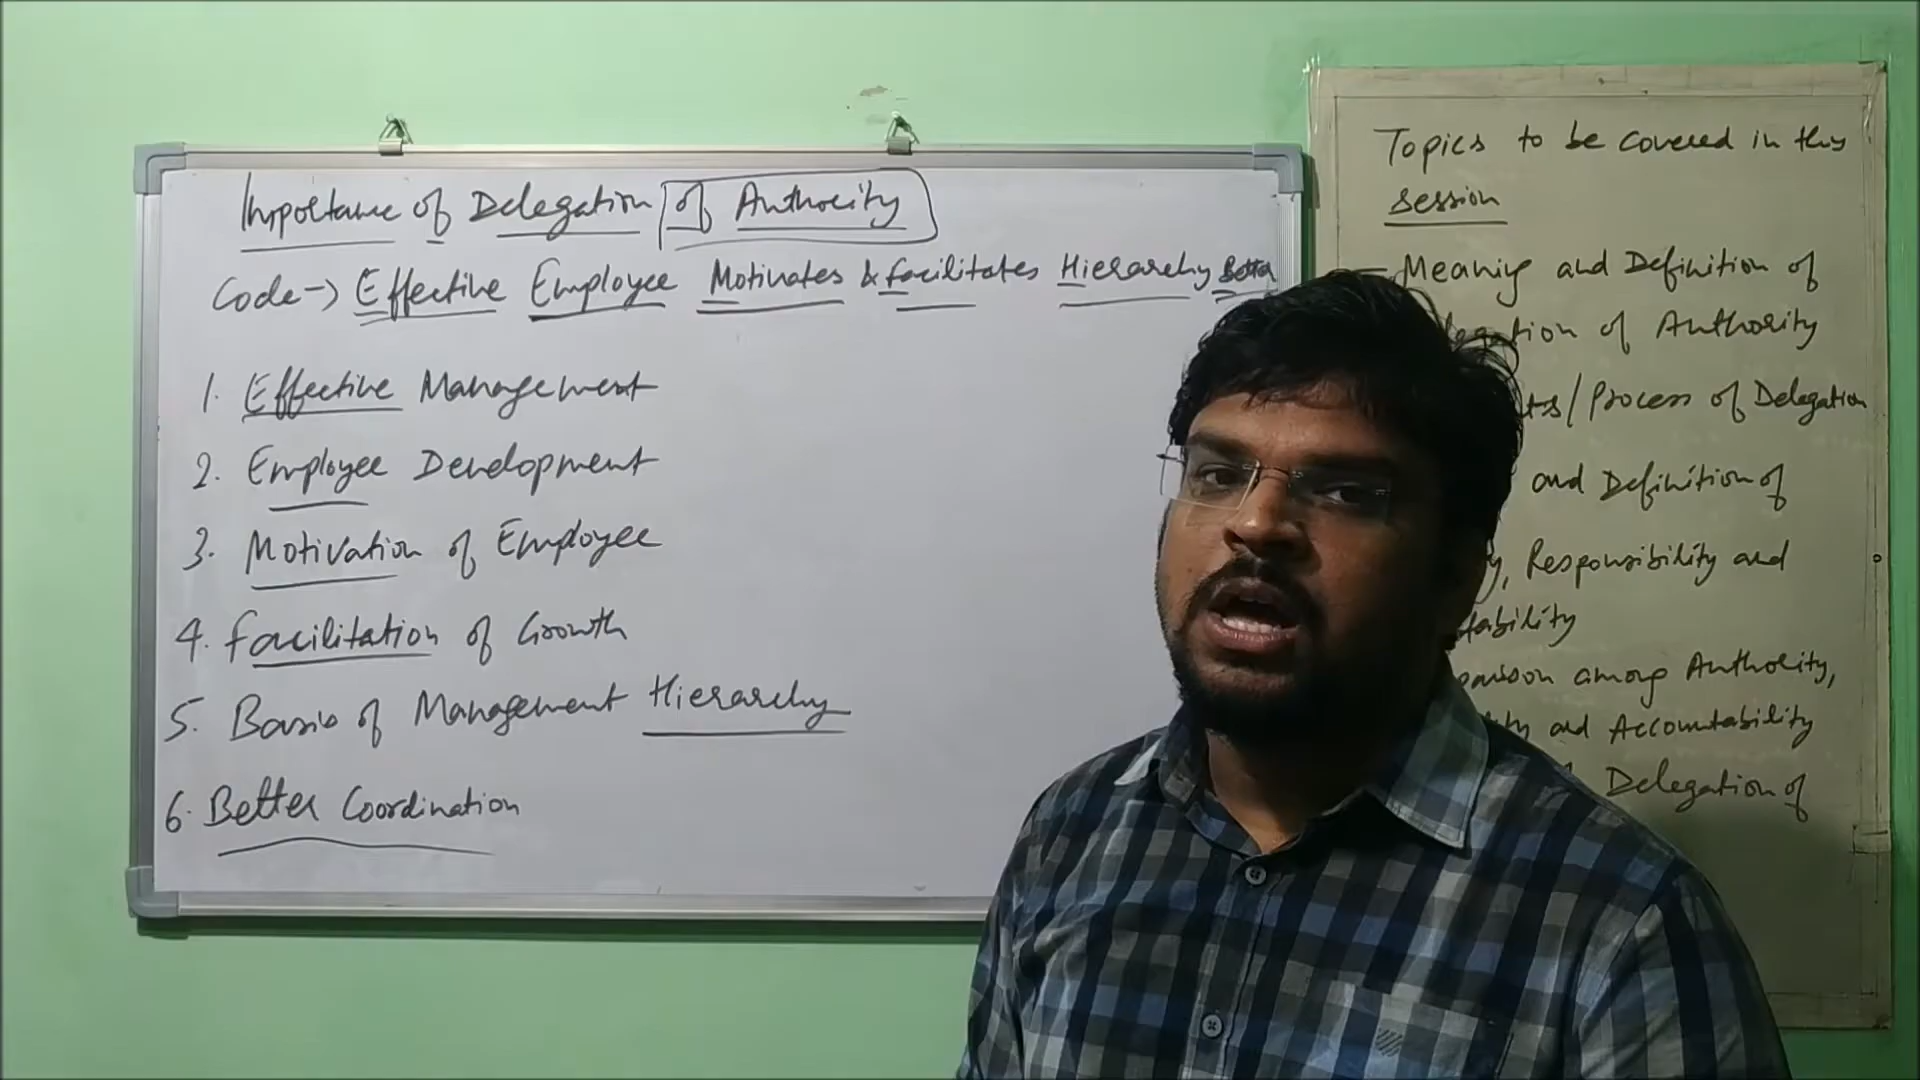 Importance of Delegation of Authority
Code -> Effective Employee Motivates & facilitates Hierarchy Better
1. Effective Management
2. Employee Development
3. Motivation of Employee
4. facilitation of Growth
5. Basis of Management Hierarchy
6. Better Coordination
Topics to be covered in this
session
- Meaning and Definition of
of Authority
/ Process of Delegation
and Definition of
Responsibility and
among Authority,
and Accountability
Delegation of